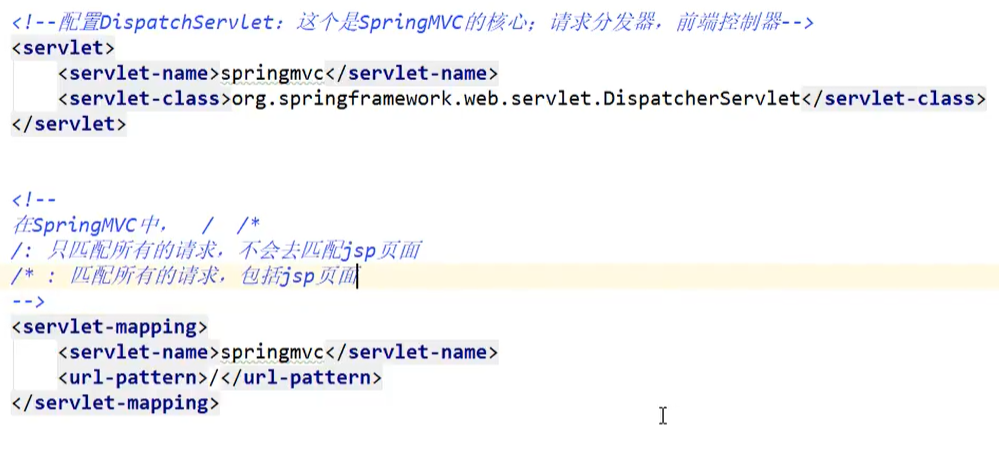 <!--配置DispatchServlet：这个是SpringMVC的核心；请求分发器，前端控制器-->
<servlet>
    <servlet-name>springmvc</servlet-name>
    <servlet-class>org.springframework.web.servlet.DispatcherServlet</servlet-class>
</servlet>
<!--
在SpringMVC中， /  /*
/: 只匹配所有的请求，不会去匹配jsp页面
/* : 匹配所有的请求，包括jsp页面
-->
<servlet-mapping>
    <servlet-name>springmvc</servlet-name>
    <url-pattern>/</url-pattern>
</servlet-mapping>